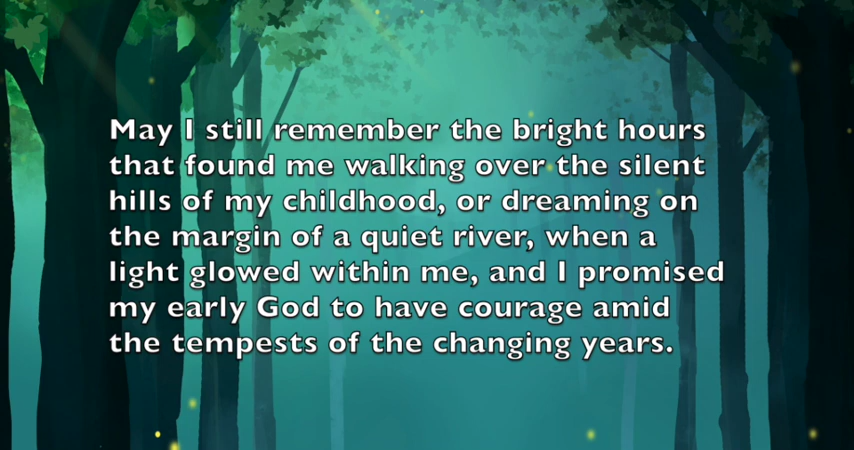 May I still remember the bright hours
that found me walking over the silent
hills of my childhood, or dreaming on
the margin of a quiet river, when a
light glowed within me, and I promised
my early God to have courage amid
the tempests of the changing years.